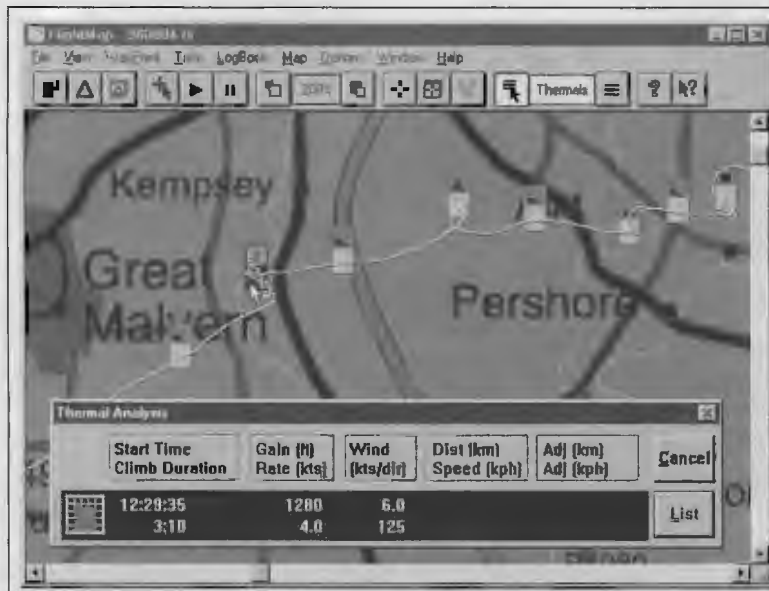 File View Task LogBook Map Window Help
Thermals
Kempsey
Great
Malvern
Pershore
Thermal Analysis
Start Time
Climb Duration
Gain (ft)
Rate (kts)
Wind
(kts/dir)
Dist (km)
Speed (kph)
Adj (km)
Adj (kph)
Cancel
12:29:35 1280 6.0
3:10 4.0 125
List